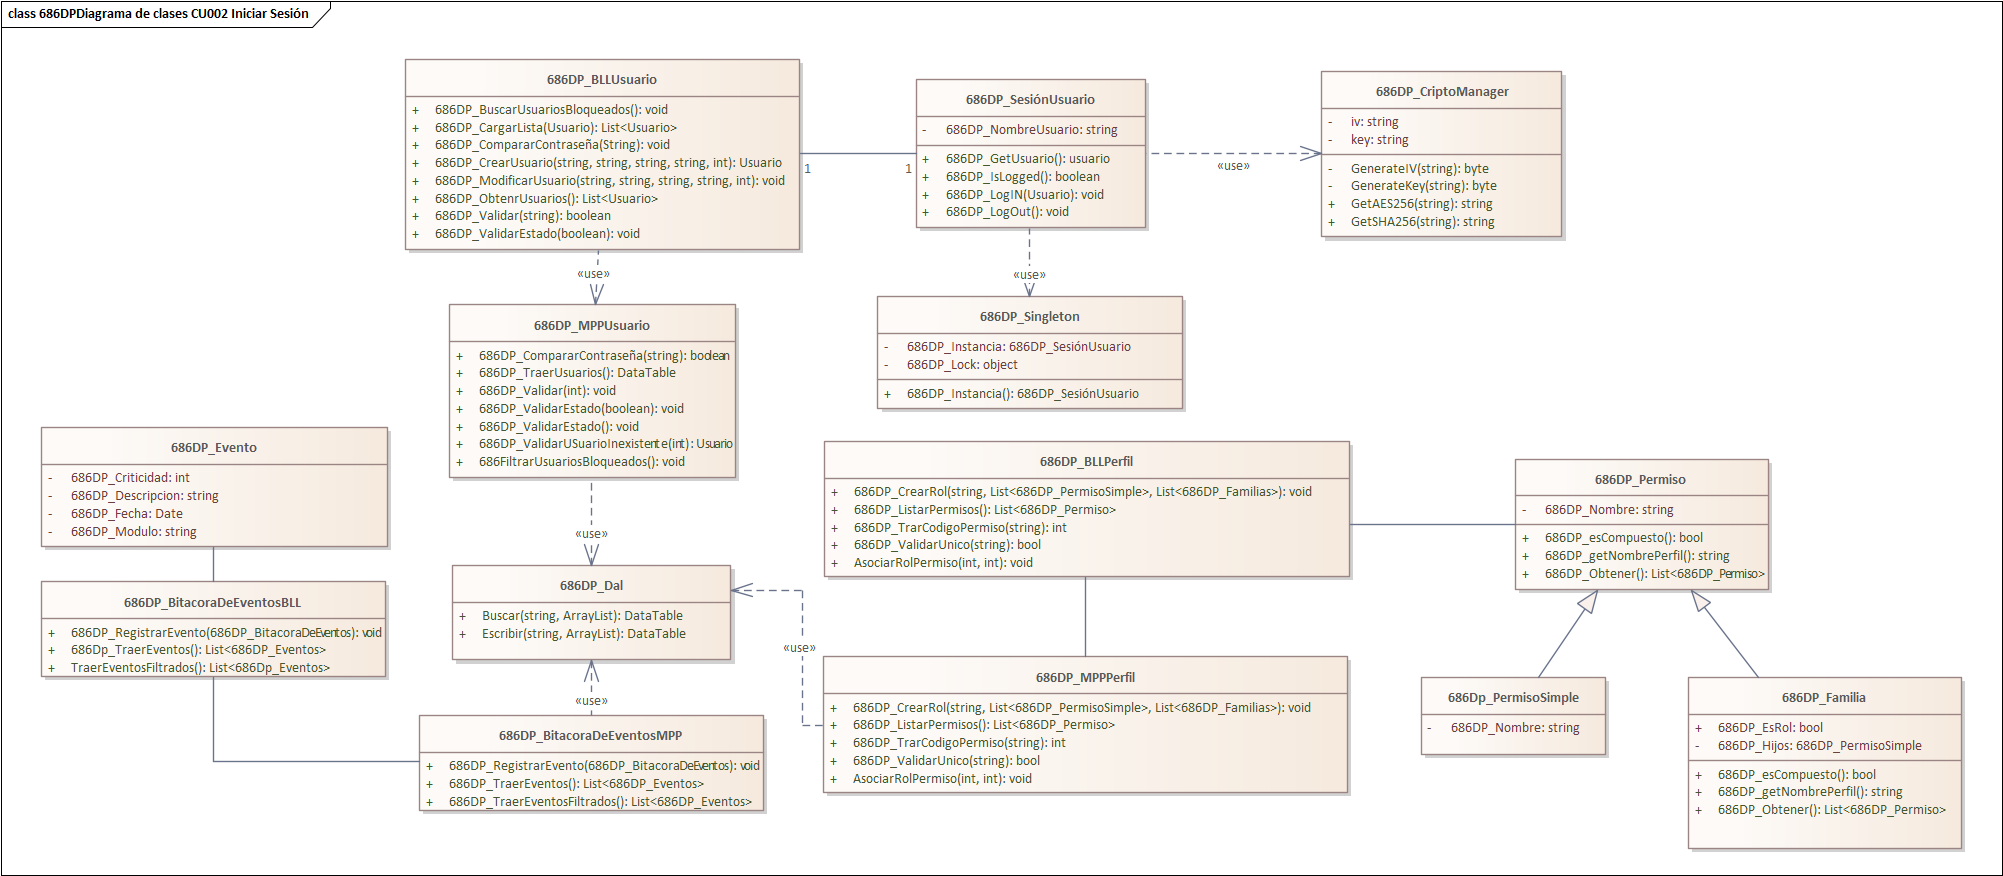 class 686DPDiagrama de clases CU002 Iniciar Sesión
686DP_BLLUsuario
+ 686DP_BuscarUsuariosBloqueados(): void
+ 686DP_CargarLista(Usuario): List<Usuario>
+ 686DP_CompararContraseña(String): void
+ 686DP_CrearUsuario(string, string, string, string, int): Usuario
+ 686DP_ModificarUsuario(string, string, string, string, int): void
+ 686DP_ObtenrUsuarios(): List<Usuario>
+ 686DP_Validar(string): boolean
+ 686DP_ValidarEstado(boolean): void
1
1
686DP_SesiónUsuario
- 686DP_NombreUsuario: string
+ 686DP_GetUsuario(): usuario
+ 686DP_IsLogged(): boolean
+ 686DP_LogIN(Usuario): void
+ 686DP_LogOut(): void
«use»
686DP_CriptoManager
- iv: string
- key: string
- GenerateIV(string): byte
- GenerateKey(string): byte
+ GetAES256(string): string
+ GetSHA256(string): string
«use»
«use»
686DP_MPPUsuario
+ 686DP_CompararContraseña(string): boolean
+ 686DP_TraerUsuarios(): DataTable
+ 686DP_Validar(int): void
+ 686DP_ValidarEstado(boolean): void
+ 686DP_ValidarEstado(): void
+ 686DP_ValidarUSuarioInexistente(int): Usuario
+ 686FiltrarUsuariosBloqueados(): void
686DP_Singleton
- 686DP_Instancia: 686DP_SesiónUsuario
- 686DP_Lock: object
+ 686DP_Instancia(): 686DP_SesiónUsuario
686DP_Evento
- 686DP_Criticidad: int
- 686DP_Descripcion: string
- 686DP_Fecha: Date
- 686DP_Modulo: string
«use»
686DP_BLLPerfil
+ 686DP_CrearRol(string, List<686DP_PermisoSimple>, List<686DP_Familias>): void
+ 686DP_ListarPermisos(): List<686DP_Permiso>
+ 686DP_TrarCodigoPermiso(string): int
+ 686DP_ValidarUnico(string): bool
+ AsociarRolPermiso(int, int): void
686DP_Permiso
- 686DP_Nombre: string
+ 686DP_esCompuesto(): bool
+ 686DP_getNombrePerfil(): string
+ 686DP_Obtener(): List<686DP_Permiso>
686DP_BitacoraDeEventosBLL
+ 686DP_RegistrarEvento(686DP_BitacoraDeEventos): void
+ 686Dp_TraerEventos(): List<686DP_Eventos>
+ TraerEventosFiltrados(): List<686Dp_Eventos>
686DP_Dal
+ Buscar(string, ArrayList): DataTable
+ Escribir(string, ArrayList): DataTable
«use»
«use»
686DP_BitacoraDeEventosMPP
+ 686DP_RegistrarEvento(686DP_BitacoraDeEventos): void
+ 686DP_TraerEventos(): List<686DP_Eventos>
+ 686DP_TraerEventosFiltrados(): List<686DP_Eventos>
686DP_MPPPerfil
+ 686DP_CrearRol(string, List<686DP_PermisoSimple>, List<686DP_Familias>): void
+ 686DP_ListarPermisos(): List<686DP_Permiso>
+ 686DP_TrarCodigoPermiso(string): int
+ 686DP_ValidarUnico(string): bool
+ AsociarRolPermiso(int, int): void
686Dp_PermisoSimple
- 686DP_Nombre: string
686DP_Familia
+ 686DP_EsRol: bool
- 686DP_Hijos: 686DP_PermisoSimple
+ 686DP_esCompuesto(): bool
+ 686DP_getNombrePerfil(): string
+ 686DP_Obtener(): List<686DP_Permiso>